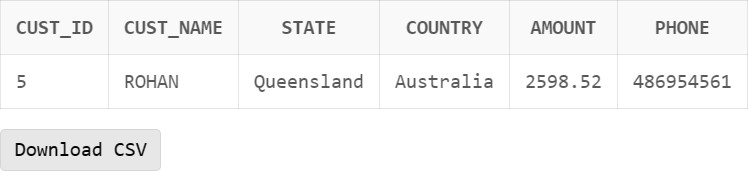 CUST_ID CUST_NAME STATE COUNTRY AMOUNT PHONE
5 ROHAN Queensland Australia 2598.52 486954561
Download CSV